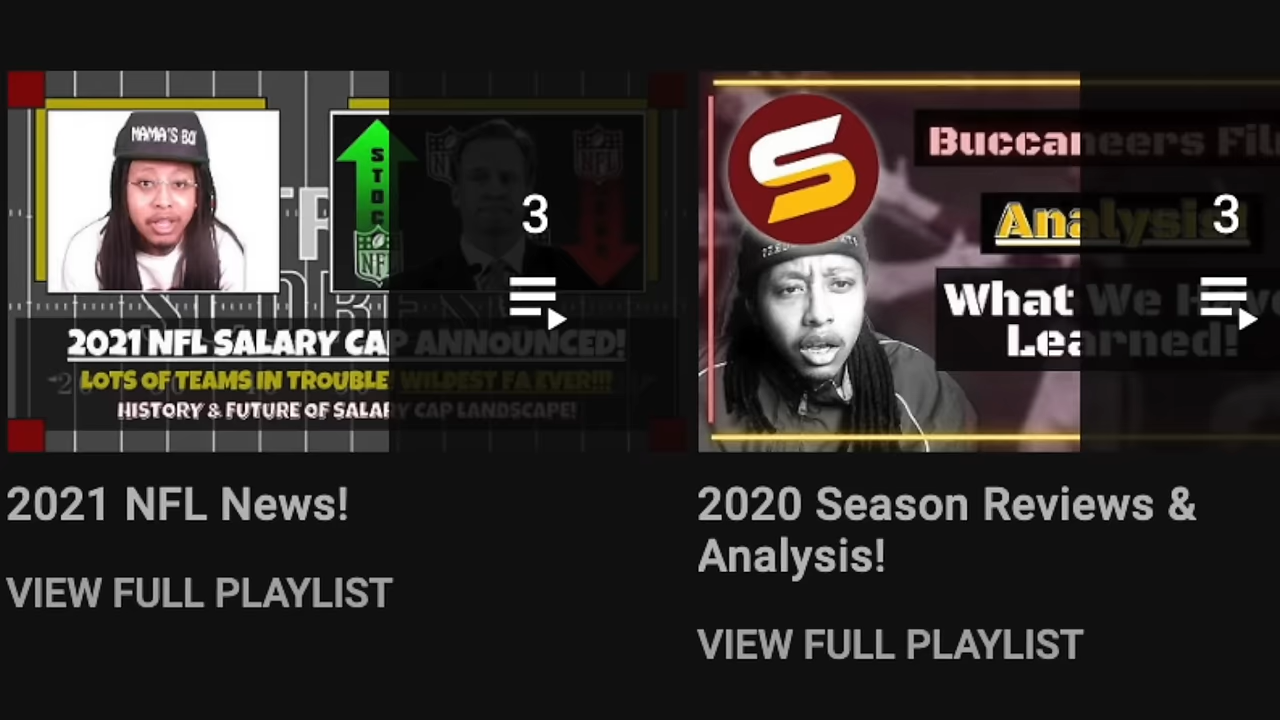 MAMA'S BOY
STOC
NFL
3
2021 NFL SALARY CAP ANNOUNCED!
LOTS OF TEAMS IN TROUBLE WILDEST FA EVER!!!
HISTORY & FUTURE OF SALARY CAP LANDSCAPE!
2021 NFL News!
VIEW FULL PLAYLIST
S
Buccaneers
Analysis!
3
What We Have
Learned!
2020 Season Reviews &
Analysis!
VIEW FULL PLAYLIST